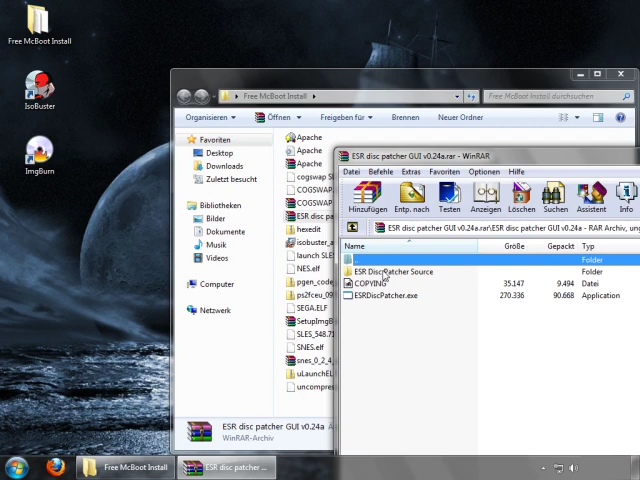 Free McBoot Install
IsoBuster
ImgBurn
Free McBoot Install
Free McBoot Install durchsuchen
Organisieren
Öffnen
Freigeben für
Brennen
Neuer Ordner
Favoriten
Desktop
Downloads
Zuletzt besucht
Bibliotheken
Bilder
Dokumente
Musik
Videos
Computer
Netzwerk
Apache
Apache
Apache
cogswap SL
COGSWAP
COGSWAP
ESR disc pa
hexedit
isobuster_a
launch SLES
NES.elf
pgen_code_
ps2fceu_09
SEGA.ELF
SetupImgB
SLES_548.71
SNES.elf
snes_0_2_4_
uLaunchEL
uncompres
ESR disc patcher GUI v0.24a
WinRAR-Archiv
ESR disc patcher GUI v0.24a.rar - WinRAR
Datei Befehle Extras Favoriten Optionen Hilfe
Hinzufügen Entp. nach Testen Anzeigen Löschen Suchen Assistent Info
ESR disc patcher GUI v0.24a.rar\ESR disc patcher GUI v0.24a - RAR Archiv, ung
Name Größe Gepackt Typ
.. Folder
ESR DiscPatcher Source Folder
COPYING 35.147 9.494 Datei
ESRDiscPatcher.exe 270.336 90.668 Application
Free McBoot Install
ESR disc patcher ...